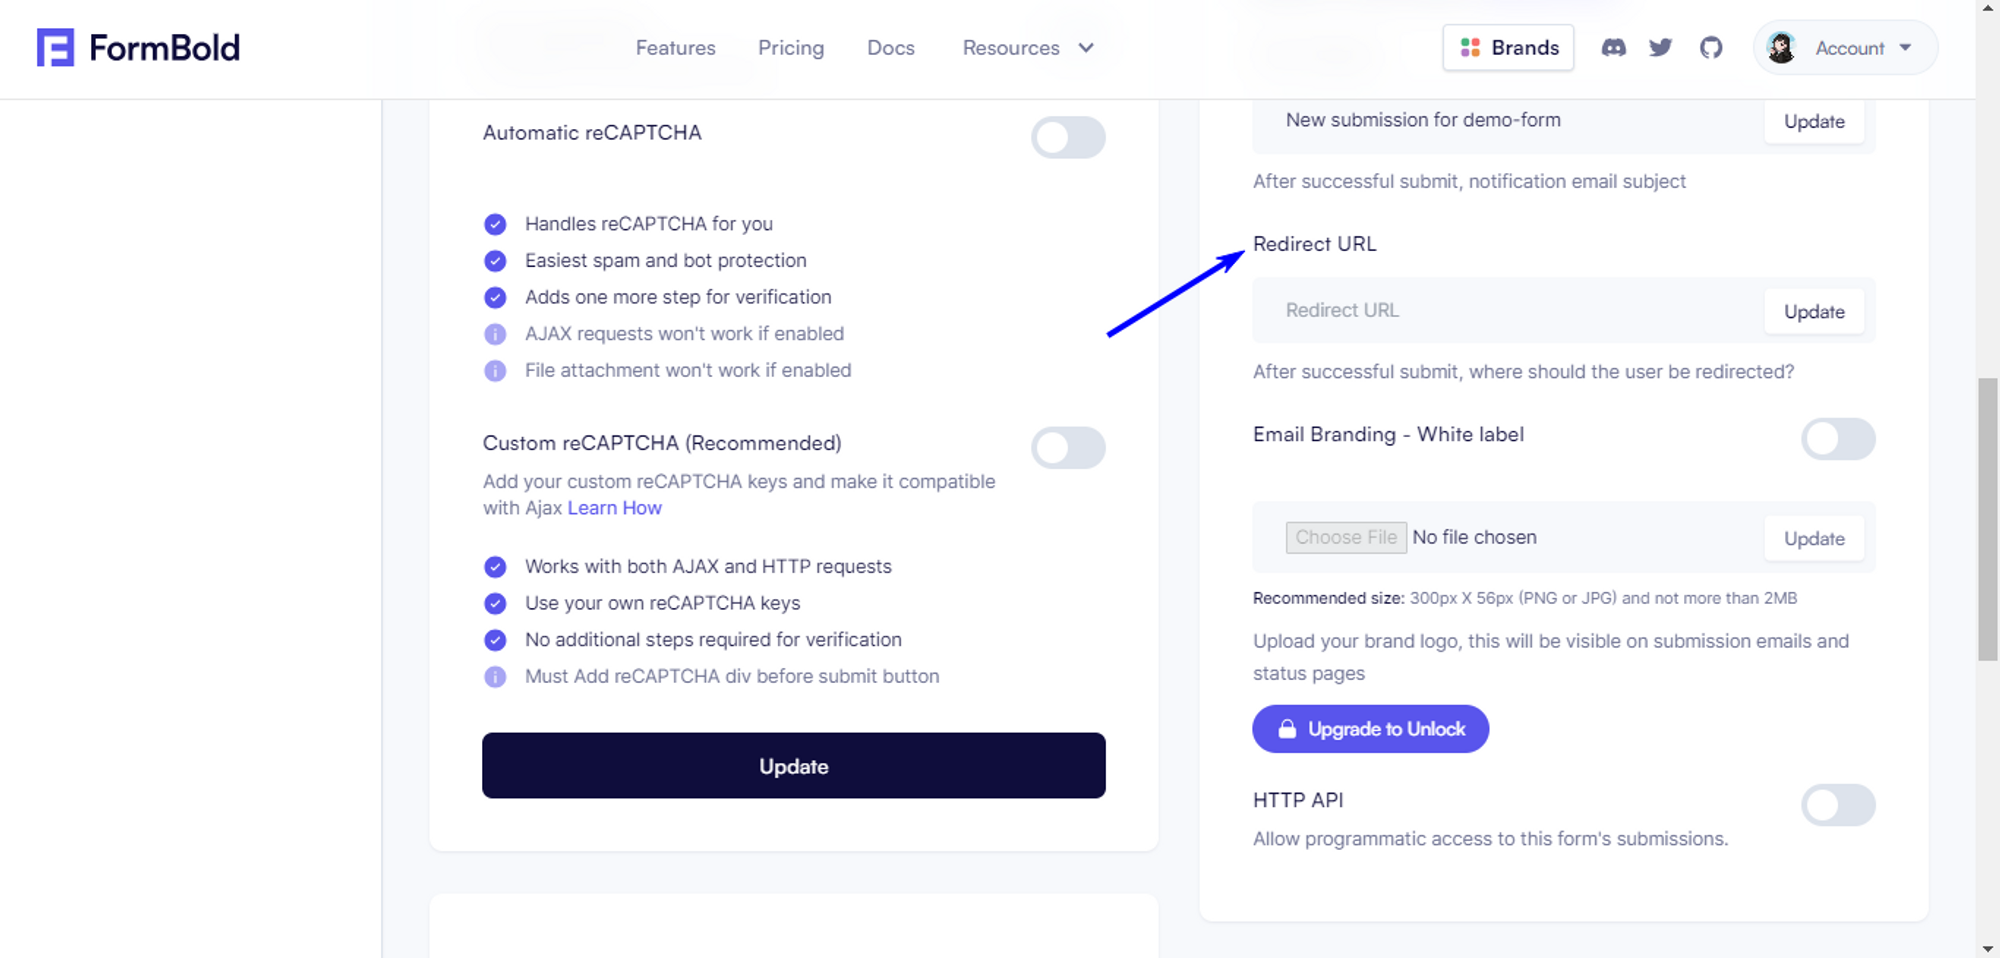 FormBold
Features
Pricing
Docs
Resources
Brands
Account
Automatic reCAPTCHA
Handles reCAPTCHA for you
Easiest spam and bot protection
Adds one more step for verification
AJAX requests won't work if enabled
File attachment won't work if enabled
Custom reCAPTCHA (Recommended)
Add your custom reCAPTCHA keys and make it compatible
with Ajax Learn How
Works with both AJAX and HTTP requests
Use your own reCAPTCHA keys
No additional steps required for verification
Must Add reCAPTCHA div before submit button
Update
New submission for demo-form
Update
After successful submit, notification email subject
Redirect URL
Redirect URL
Update
After successful submit, where should the user be redirected?
Email Branding - White label
Choose File No file chosen
Update
Recommended size: 300px X 56px (PNG or JPG) and not more than 2MB
Upload your brand logo, this will be visible on submission emails and
status pages
Upgrade to Unlock
HTTP API
Allow programmatic access to this form's submissions.